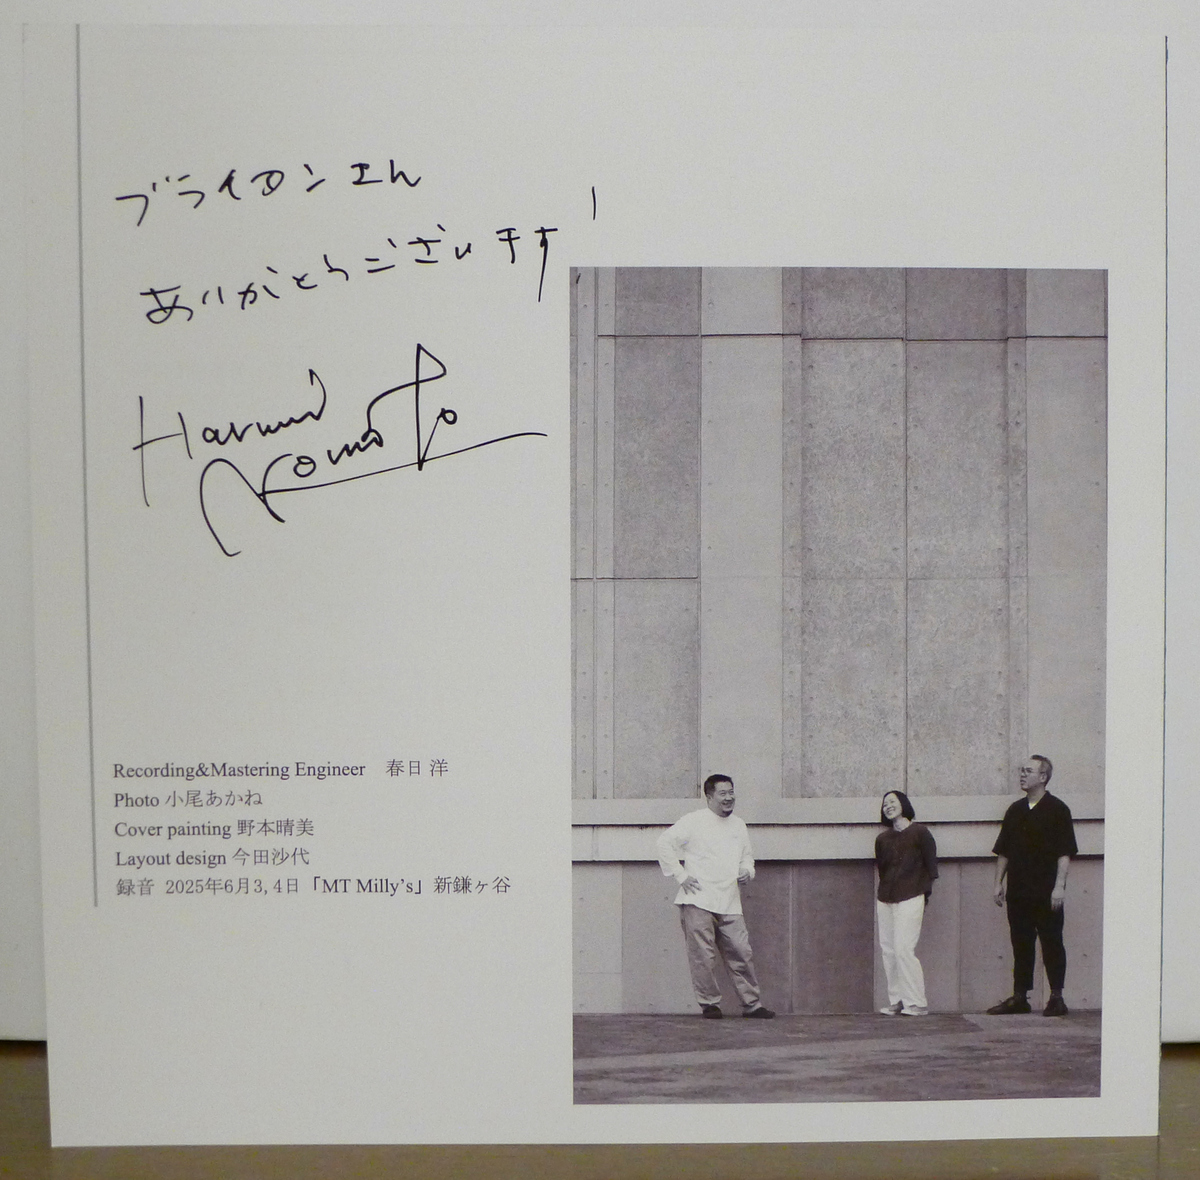 ブライアンさん
ありがとうございます
Harumi
Nomoto
Recording&Mastering Engineer 春日 洋
Photo 小尾あかね
Cover painting 野本晴美
Layout design 今田沙代
録音 2025年6月3, 4日「MT Milly's」新鎌ヶ谷